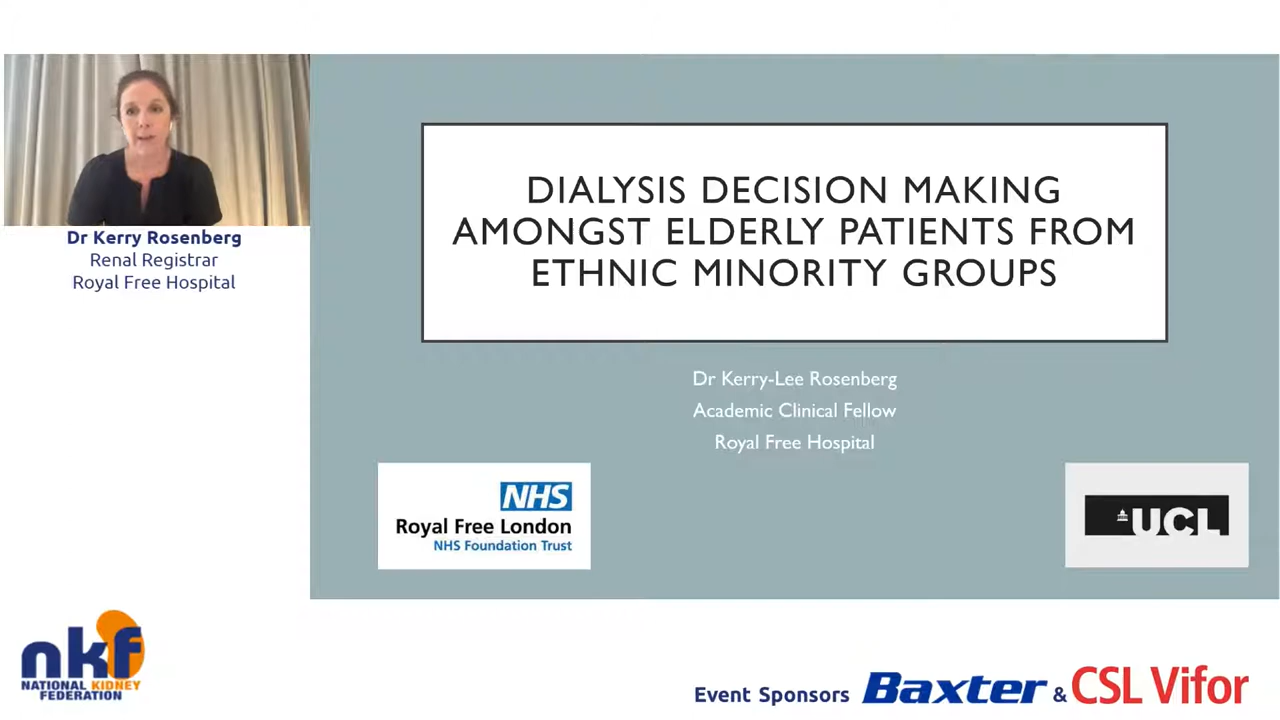 Dr Kerry Rosenberg
Renal Registrar
Royal Free Hospital
DIALYSIS DECISION MAKING
AMONGST ELDERLY PATIENTS FROM
ETHNIC MINORITY GROUPS
Dr Kerry-Lee Rosenberg
Academic Clinical Fellow
Royal Free Hospital
NHS
Royal Free London
NHS Foundation Trust
UCL
nkf
NATIONAL KIDNEY
FEDERATION
Event Sponsors Baxter & CSL Vifor